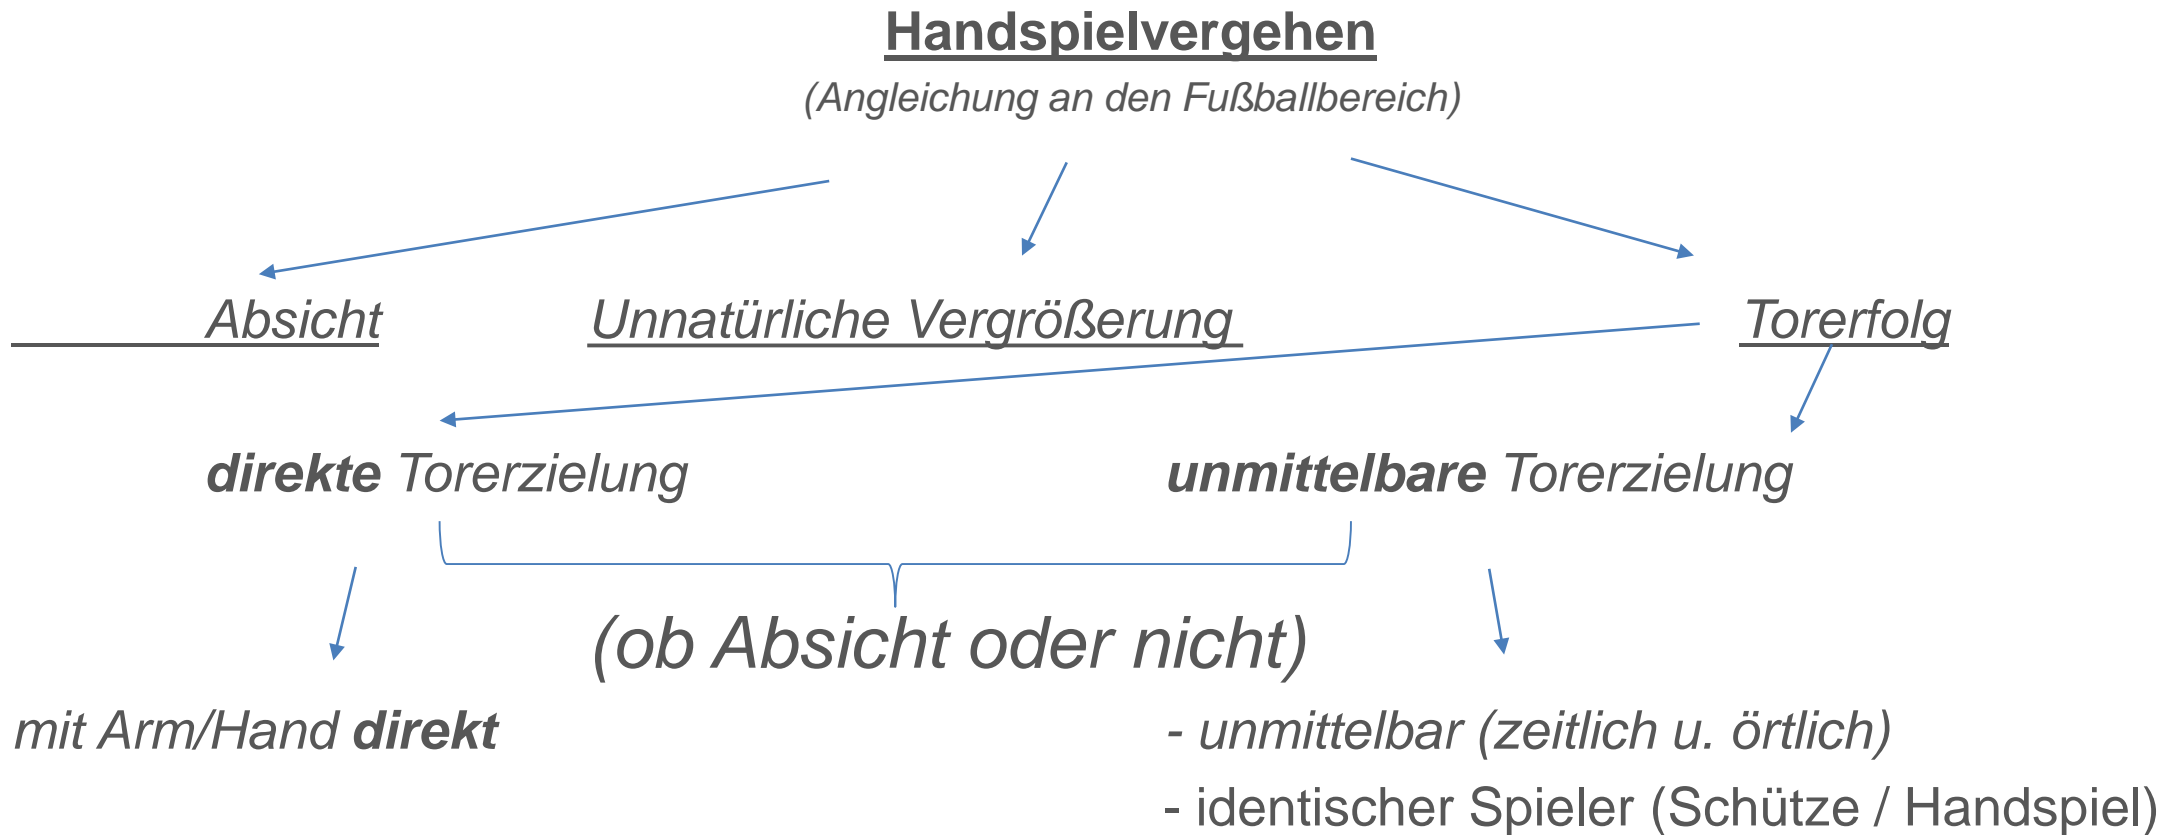 Handspielvergehen
(Angleichung an den Fußballbereich)
Absicht Unnatürliche Vergrößerung Torerfolg
direkte Torerzielung unmittelbare Torerzielung
(ob Absicht oder nicht)
mit Arm/Hand direkt - unmittelbar (zeitlich u. örtlich)
- identischer Spieler (Schütze / Handspiel)